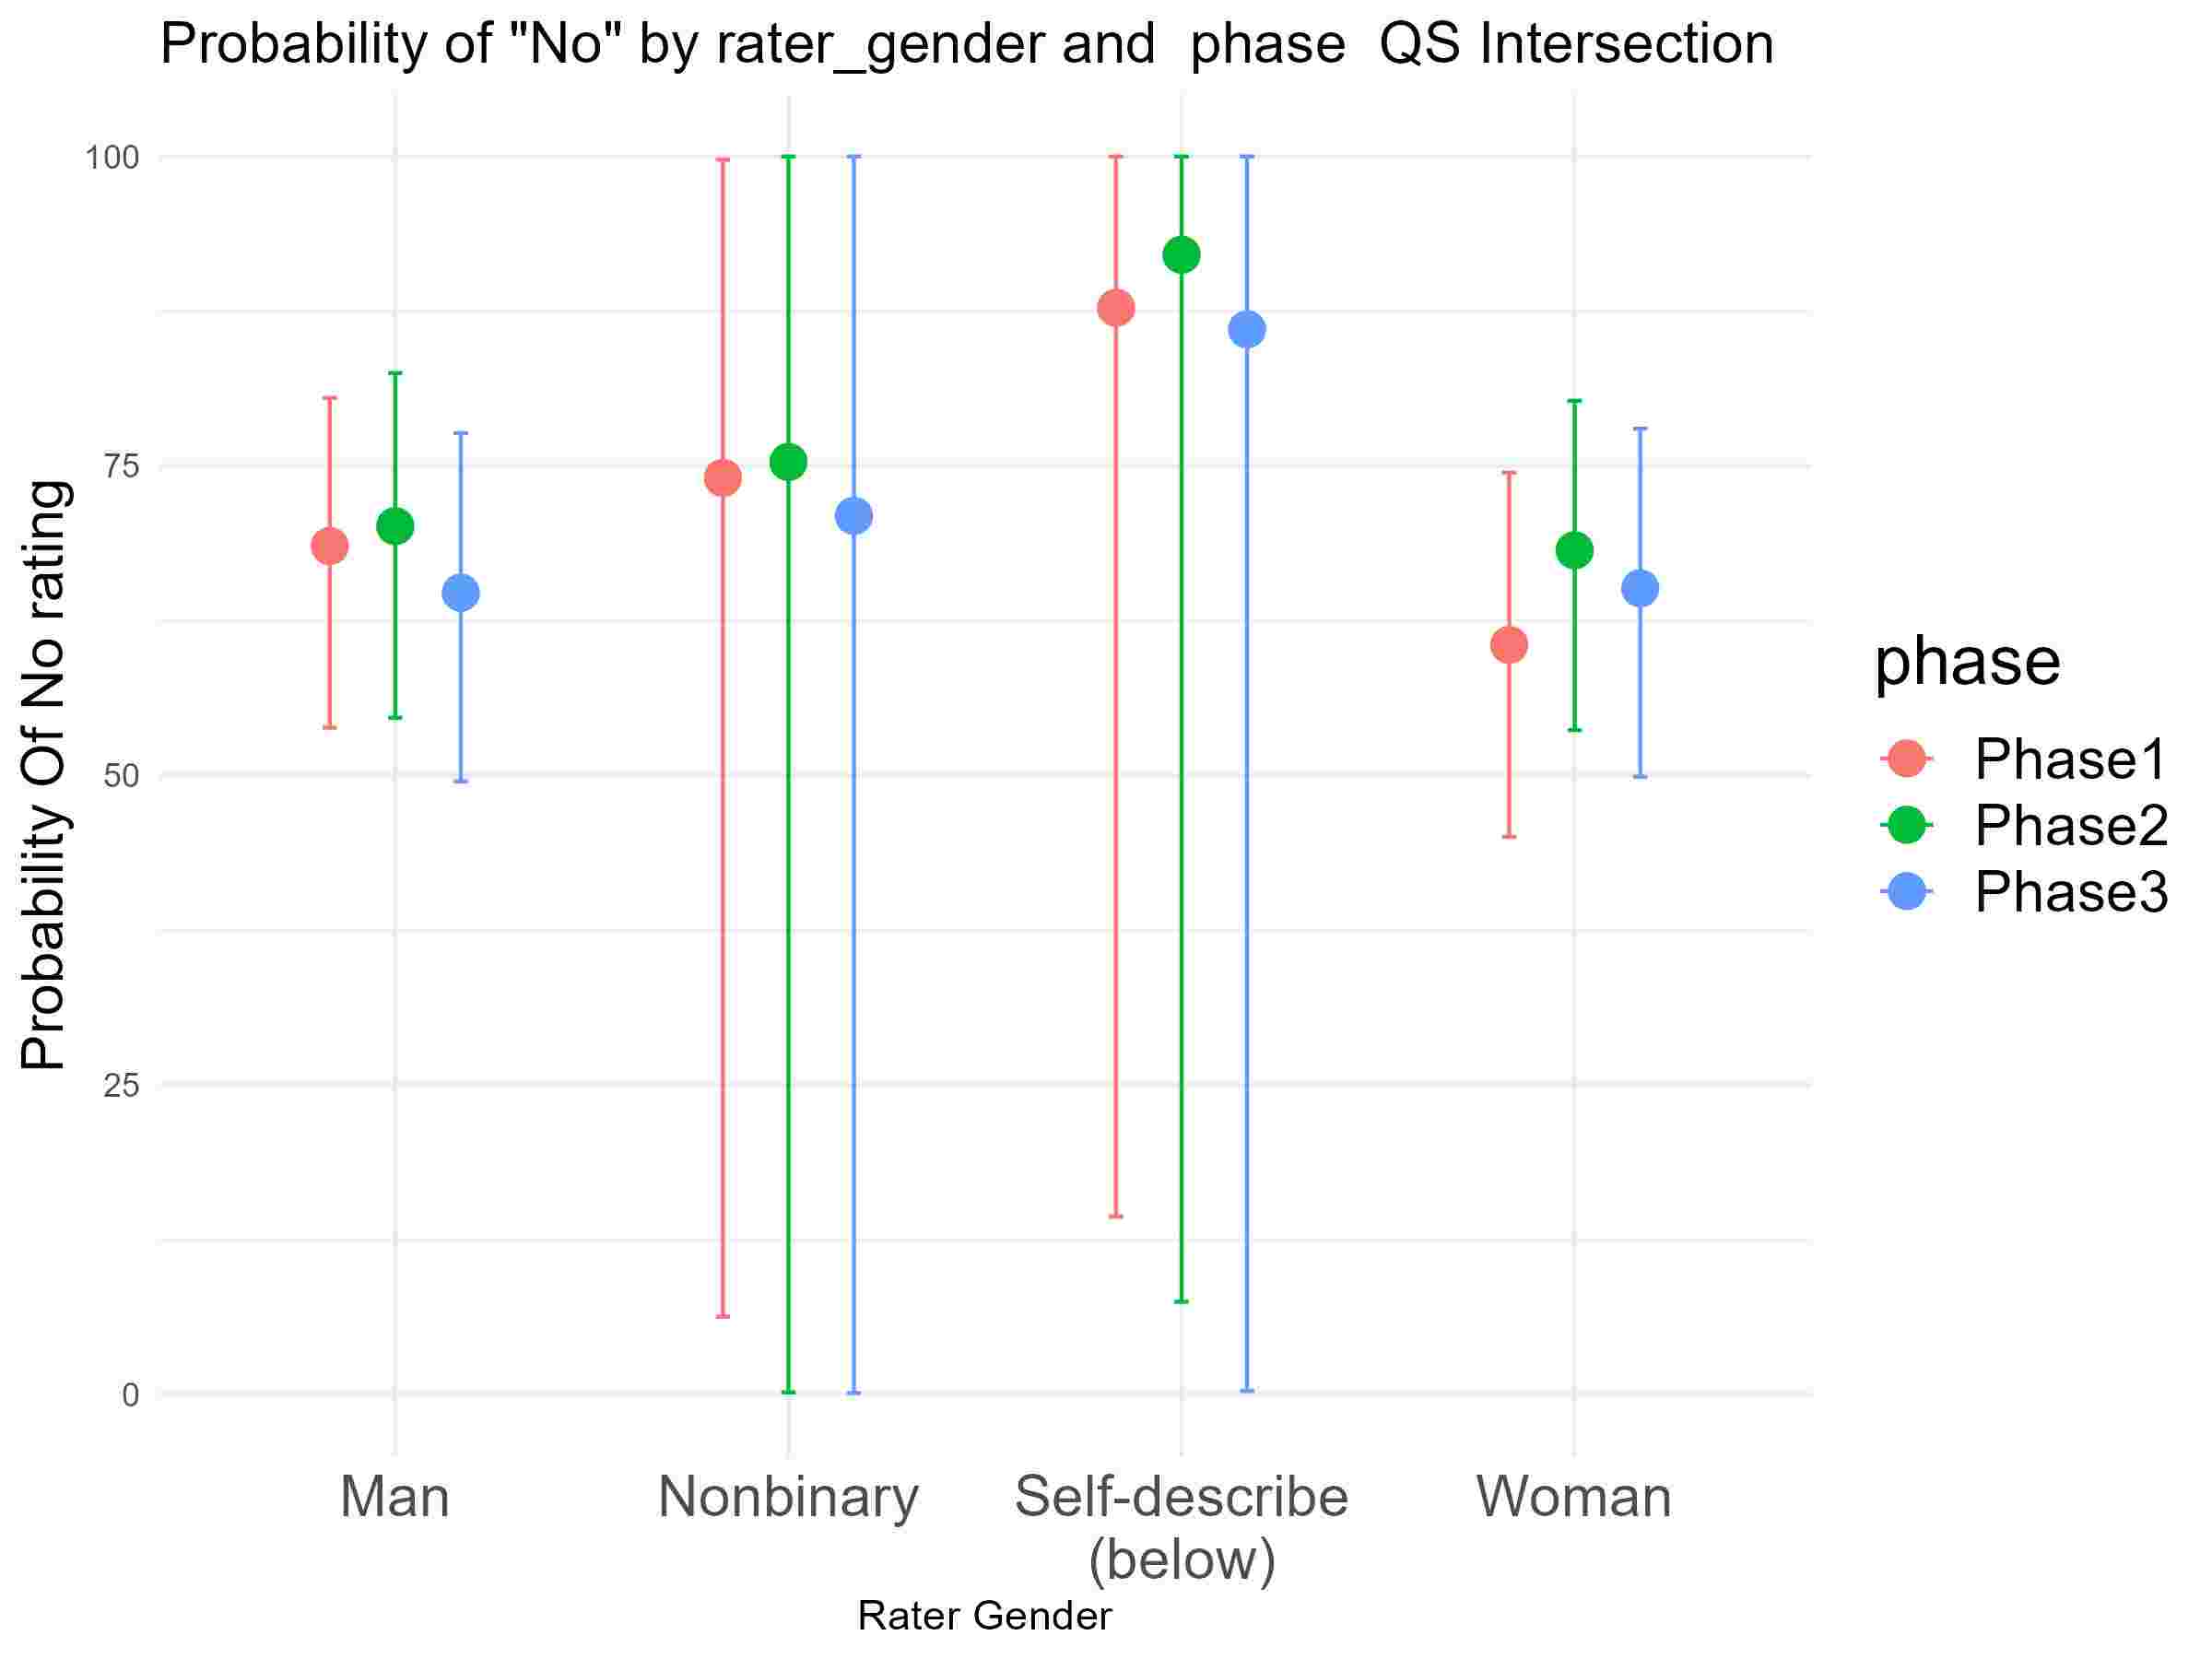 Probability of "No" by rater_gender and  phase  QS Intersection
Probability Of No rating
100
75
50
25
0
Man
Nonbinary
Self-describe
(below)
Woman
Rater Gender
phase
Phase1
Phase2
Phase3